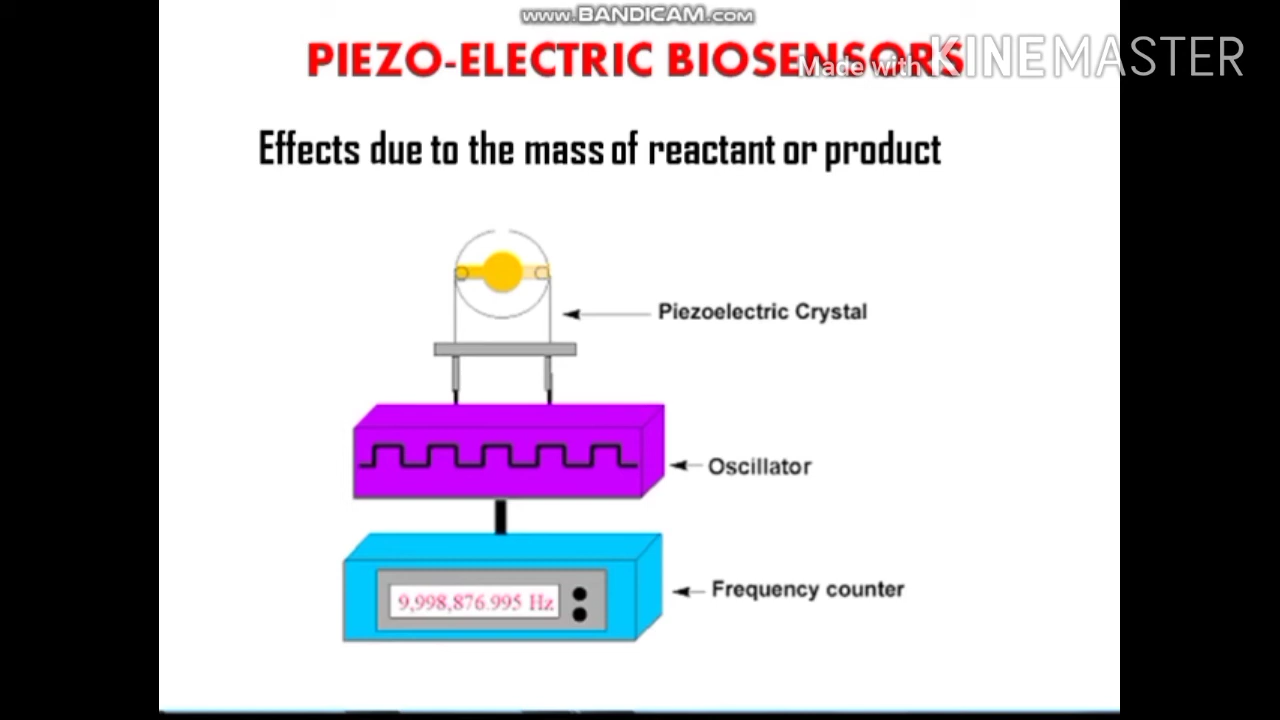 www.BANDICAM.com
PIEZO-ELECTRIC BIOSENSORS
Made with KINEMASTER
Effects due to the mass of reactant or product
Piezoelectric Crystal
Oscillator
Frequency counter
9,998,876.995 Hz